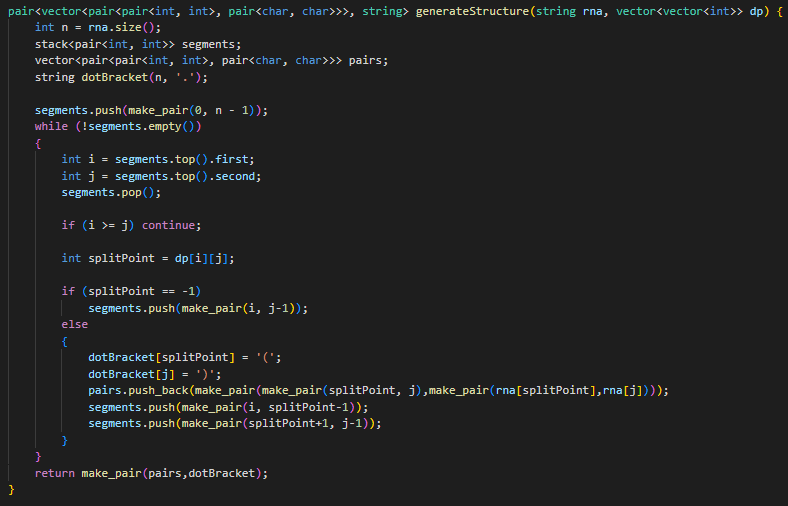 pair<vector<pair<pair<int, int>, pair<char, char>>>, string> generateStructure(string rna, vector<vector<int>> dp) {
    int n = rna.size();
    stack<pair<int, int>> segments;
    vector<pair<pair<int, int>, pair<char, char>>> pairs;
    string dotBracket(n, '.');

    segments.push(make_pair(0, n - 1));
    while (!segments.empty())
    {
        int i = segments.top().first;
        int j = segments.top().second;
        segments.pop();

        if (i >= j) continue;

        int splitPoint = dp[i][j];

        if (splitPoint == -1)
            segments.push(make_pair(i, j-1));
        else
        {
            dotBracket[splitPoint] = '(';
            dotBracket[j] = ')';
            pairs.push_back(make_pair(make_pair(splitPoint, j),make_pair(rna[splitPoint],rna[j])));
            segments.push(make_pair(i, splitPoint-1));
            segments.push(make_pair(splitPoint+1, j-1));
        }
    }
    return make_pair(pairs,dotBracket);
}